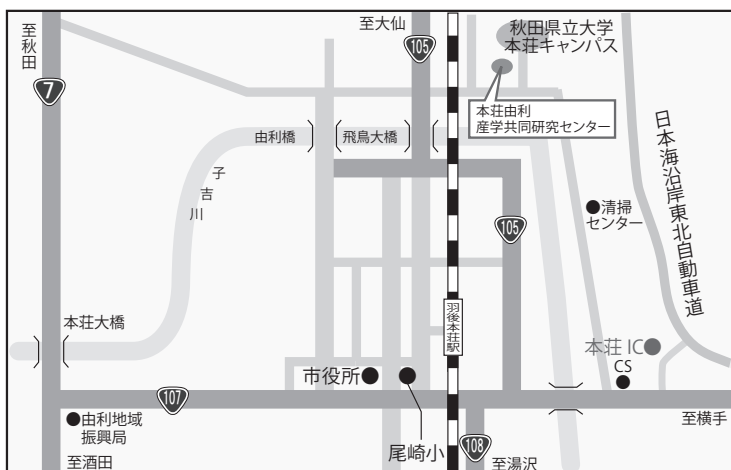 至秋田
7
至大仙
105
秋田県立大学
本荘キャンパス
本荘由利
産学共同研究センター
由利橋
飛鳥大橋
子吉川
日本海沿岸東北自動車道
105
●清掃
センター
本荘大橋
羽後本荘駅
本荘 IC●
CS
市役所●
107
●由利地域
振興局
尾崎小
108
至横手
至酒田
至湯沢